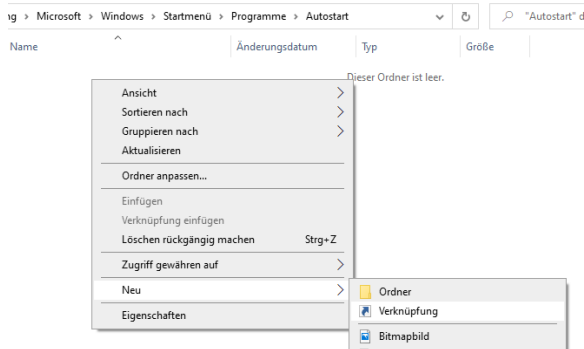 ng > Microsoft > Windows > Startmenü > Programme > Autostart "Autostart" d
Name Änderungsdatum Typ Größe
Dieser Ordner ist leer.
Ansicht
Sortieren nach
Gruppieren nach
Aktualisieren
Ordner anpassen...
Einfügen
Verknüpfung einfügen
Löschen rückgängig machen Strg+Z
Zugriff gewähren auf
Neu
Eigenschaften
Ordner
Verknüpfung
Bitmapbild